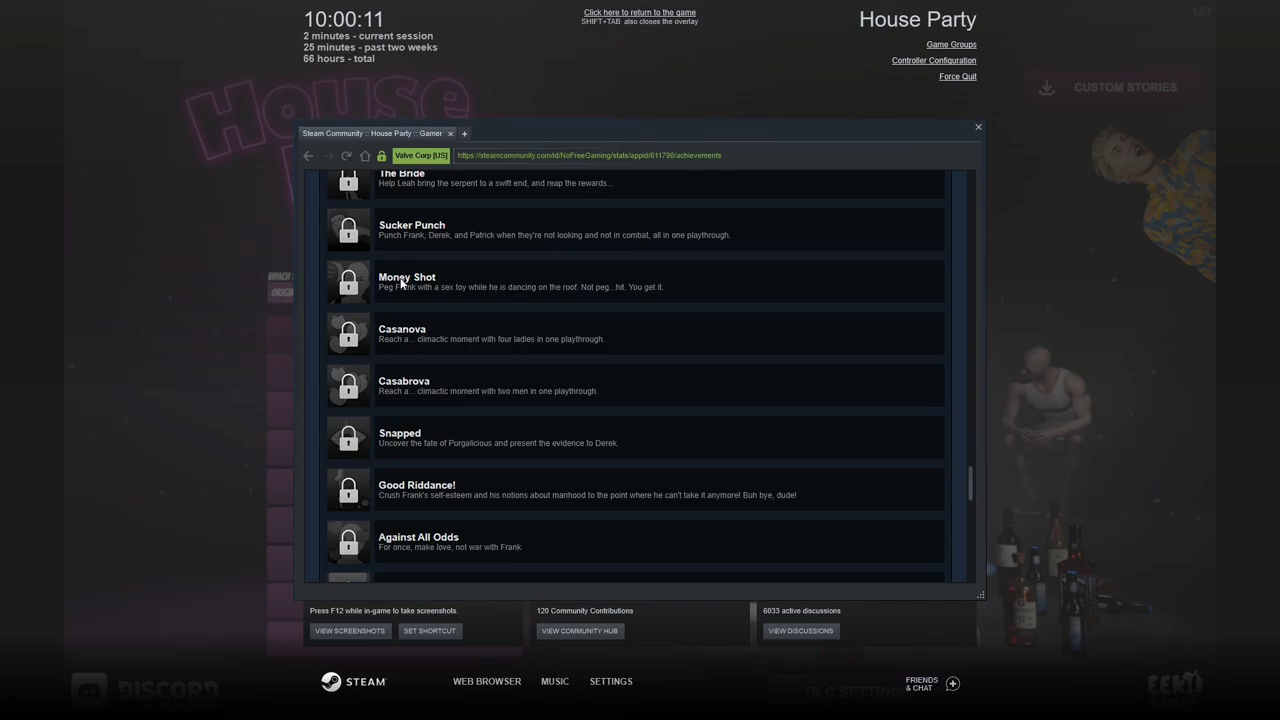 10:00:11
2 minutes - current session
25 minutes - past two weeks
66 hours - total
Click here to return to the game
SHIFT+TAB also closes the overlay
House Party
Game Groups
Controller Configuration
Force Quit
House
CUSTOM STORIES
Steam Community :: House Party :: Gamer
Valve Corp [US]
https://steamcommunity.com/id/NoFreeGaming/stats/appid/611790/achievements
The Bride
Help Leah bring the serpent to a swift end, and reap the rewards...
Sucker Punch
Punch Frank, Derek, and Patrick when they're not looking and not in combat, all in one playthrough.
Money Shot
Peg Frank with a sex toy while he is dancing on the roof. Not peg...hit. You get it.
Casanova
Reach a... climactic moment with four ladies in one playthrough.
Casabrova
Reach a... climactic moment with two men in one playthrough.
Snapped
Uncover the fate of Purgalicious and present the evidence to Derek.
Good Riddance!
Crush Frank's self-esteem and his notions about manhood to the point where he can't take it anymore! Buh bye, dude!
Against All Odds
For once, make love, not war with Frank.
Press F12 while in-game to take screenshots.
120 Community Contributions
6033 active discussions
VIEW SCREENSHOTS
SET SHORTCUT
VIEW COMMUNITY HUB
VIEW DISCUSSIONS
STEAM
WEB BROWSER
MUSIC
SETTINGS
FRIENDS
& CHAT
DISCORD
DLC SETTING
EEK!